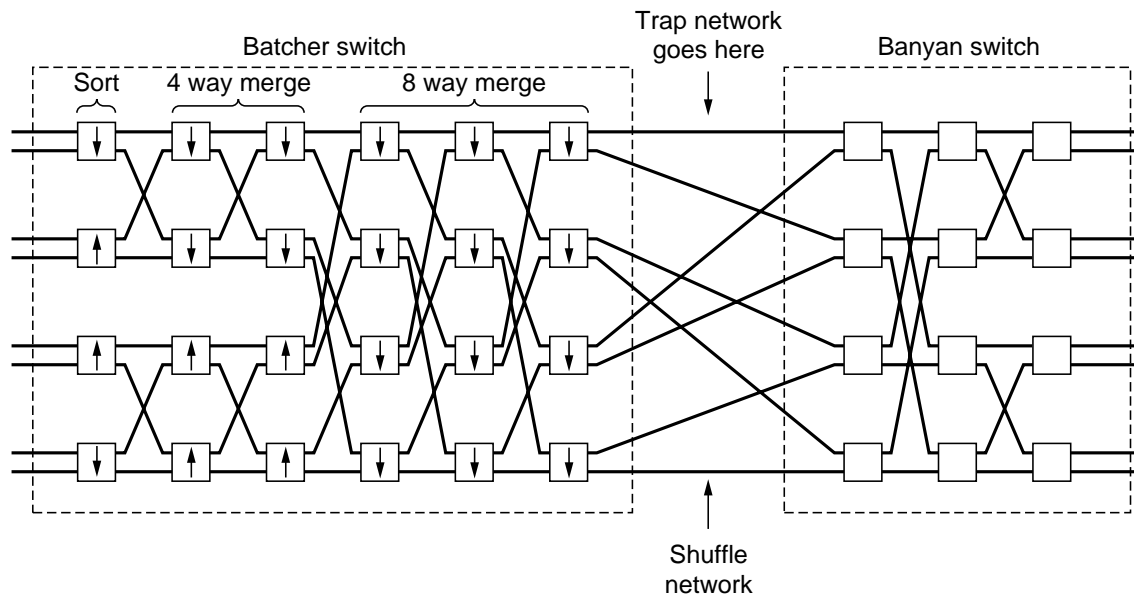 Batcher switch
Trap network
goes here
Banyan switch
Sort
4 way merge
8 way merge
Shuffle
network